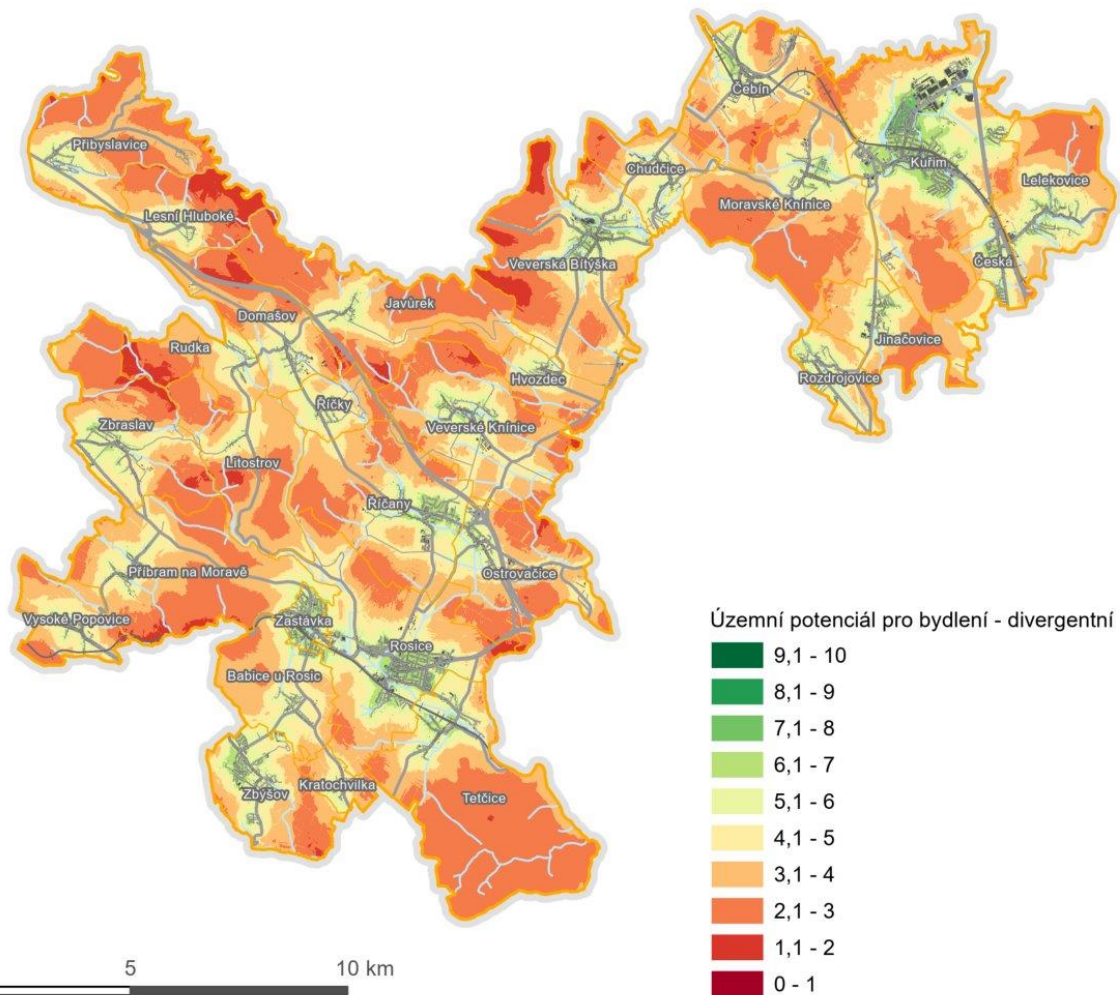 Čebín
Kuřim
Chudčice
Lelekovice
Přibyslavice
Moravské Knínice
Lesní Hluboké
Veverská Bítýška
Česká
Javůrek
Domašov
Jinačovice
Rudka
Hvozdec
Rozdrojovice
Říčky
Zbraslav
Veverské Knínice
Litostrov
Říčany
Příbram na Moravě
Ostrovačice
Vysoké Popovice
Zastávka
Rosice
Babice u Rosic
Zbýšov
Kratochvilka
Tetčice
Územní potenciál pro bydlení - divergentní
9,1 - 10
8,1 - 9
7,1 - 8
6,1 - 7
5,1 - 6
4,1 - 5
3,1 - 4
2,1 - 3
1,1 - 2
0 - 1
5 10 km